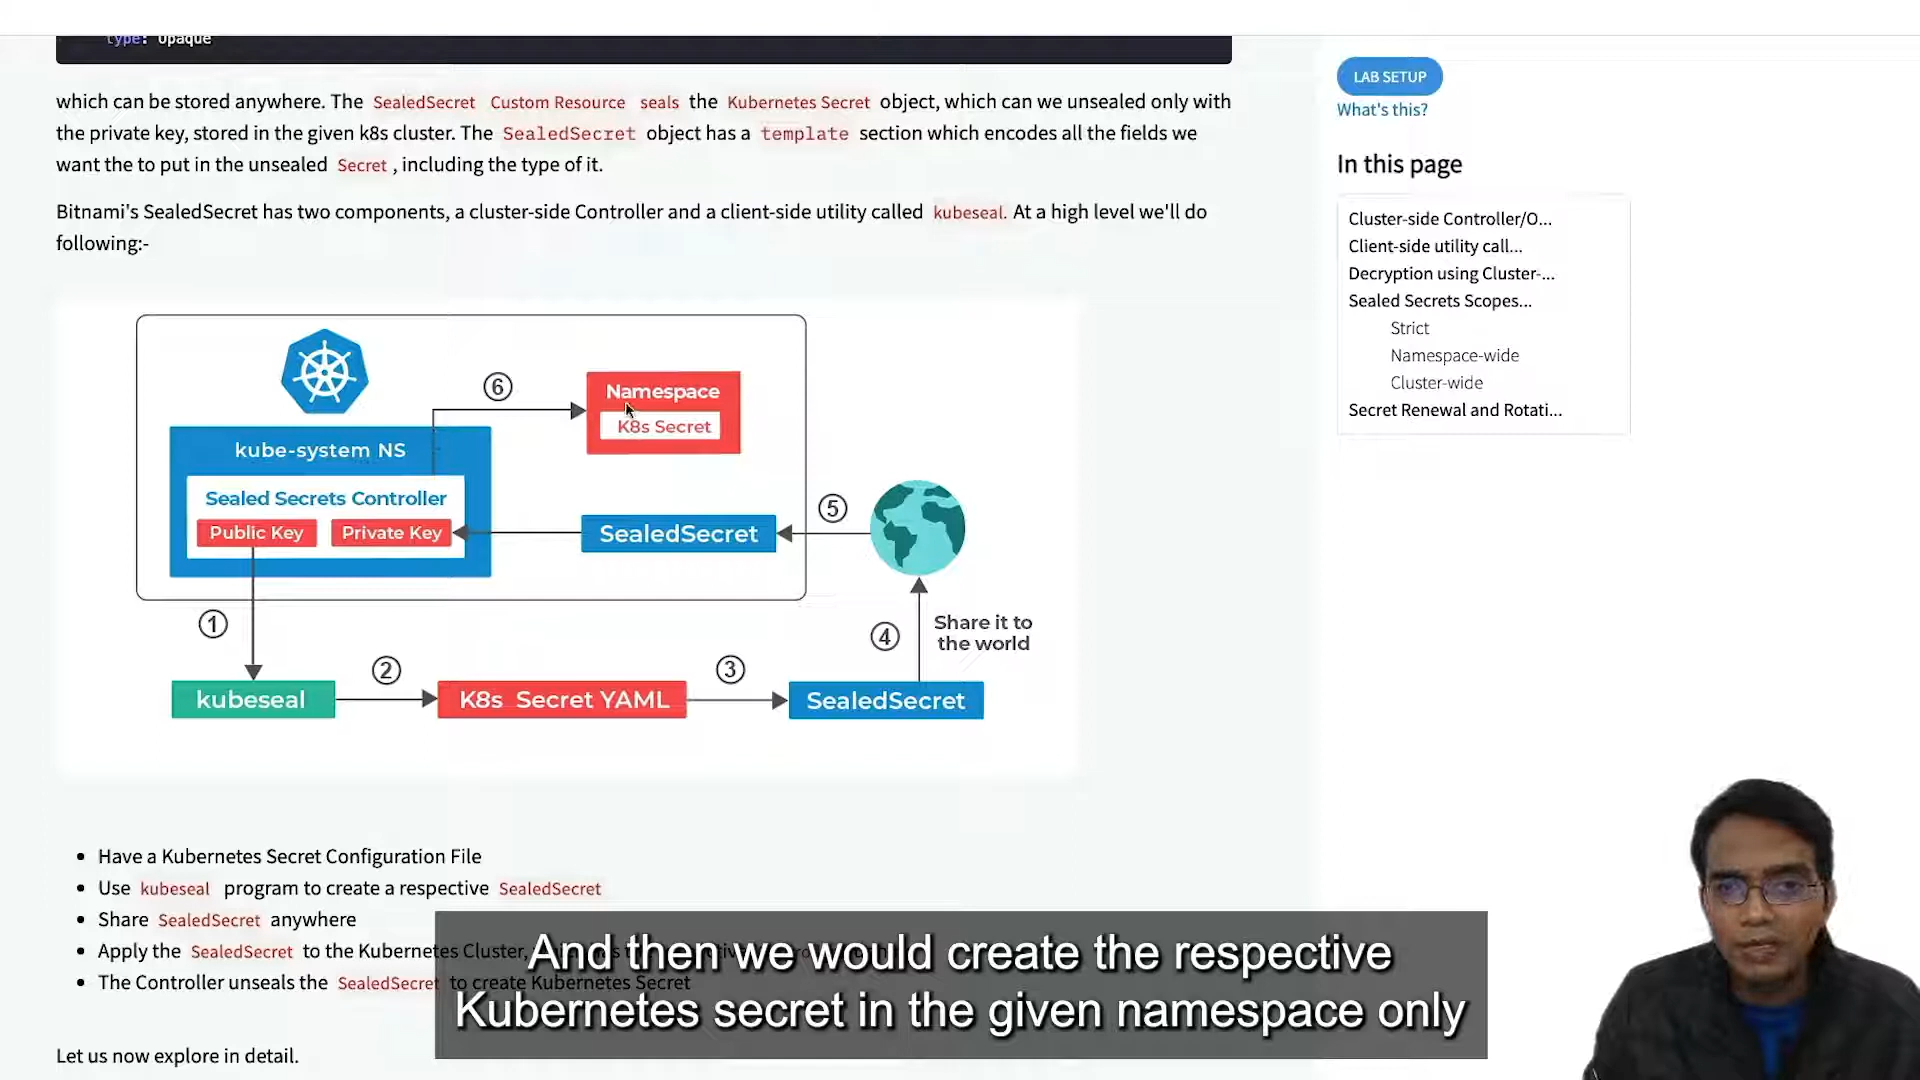 type: Opaque
which can be stored anywhere. The SealedSecret Custom Resource seals the Kubernetes Secret object, which can we unsealed only with
the private key, stored in the given k8s cluster. The SealedSecret object has a template section which encodes all the fields we
want the to put in the unsealed Secret , including the type of it.
Bitnami's SealedSecret has two components, a cluster-side Controller and a client-side utility called kubeseal. At a high level we'll do
following:-
kube-system NS
Sealed Secrets Controller
Public Key
Private Key
6
Namespace
K8s Secret
SealedSecret
5
1
kubeseal
2
K8s Secret YAML
3
SealedSecret
4
Share it to
the world
Have a Kubernetes Secret Configuration File
Use kubeseal program to create a respective SealedSecret
Share SealedSecret anywhere
Apply the SealedSecret to the Kubernetes Cluster,
The Controller unseals the SealedSecret to create Kubernetes Secret
Let us now explore in detail.
And then we would create the respective
Kubernetes secret in the given namespace only
LAB SETUP
What's this?
In this page
Cluster-side Controller/O...
Client-side utility call...
Decryption using Cluster-...
Sealed Secrets Scopes...
Strict
Namespace-wide
Cluster-wide
Secret Renewal and Rotati...